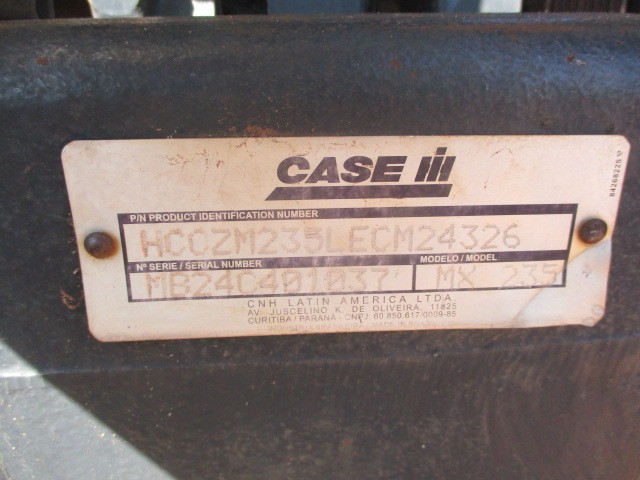 CASE IH
84268225
P/N PRODUCT IDENTIFICATION NUMBER
HCCZM235LECM24326
Nº SERIE / SERIAL NUMBER
MODELO / MODEL
MB24C401037
MX 235
CNH LATIN AMERICA LTDA.
AV. JUSCELINO K. DE OLIVEIRA, 11825
CURITIBA / PARANÁ - CNPJ: 60.850.617/0009-85